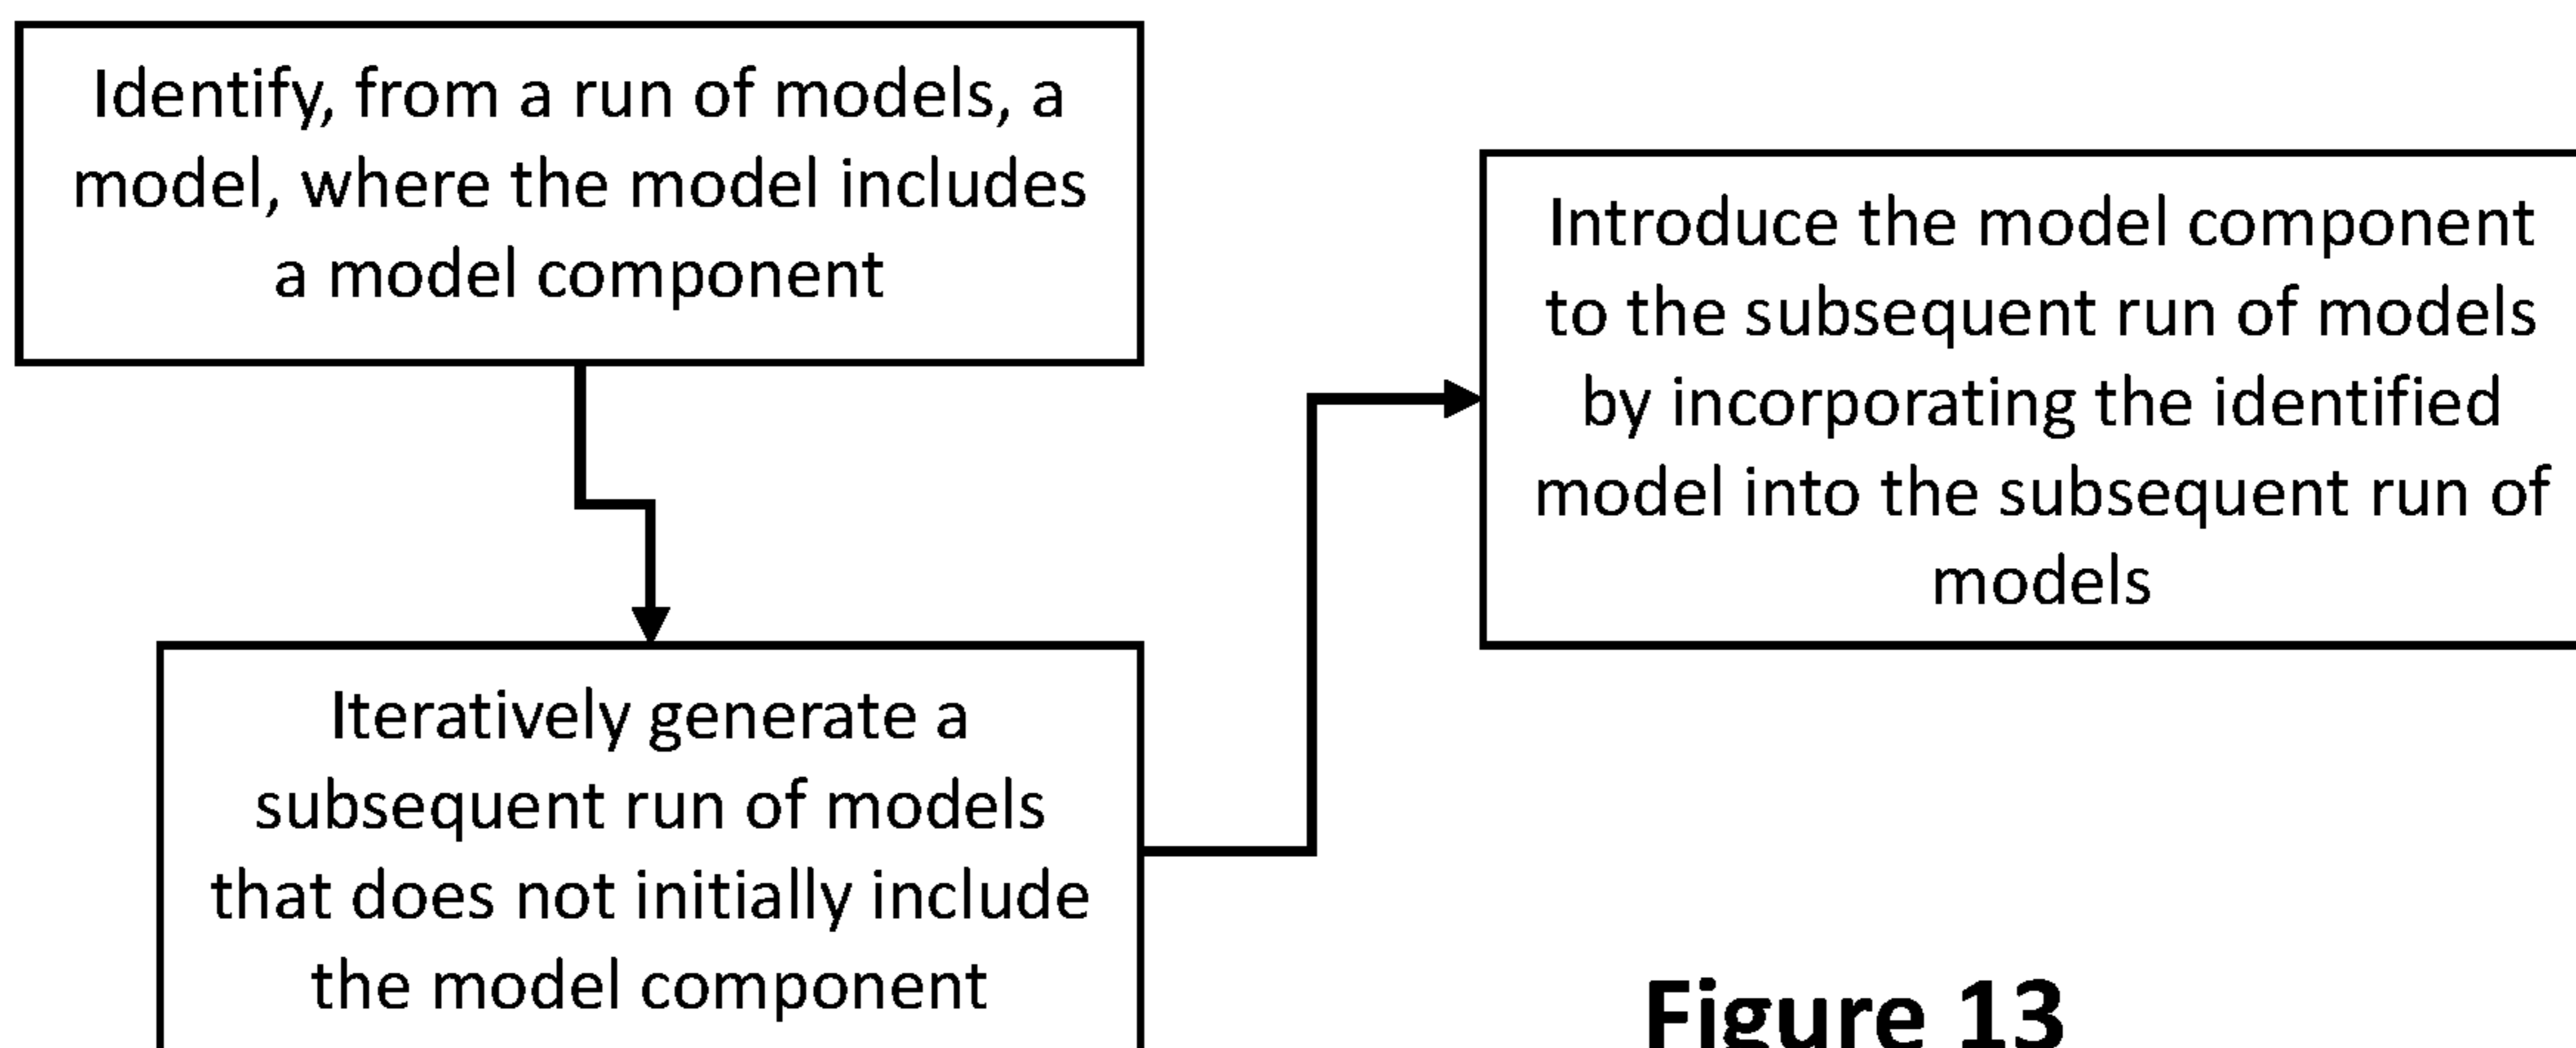 Identify, from a run of models, a
model, where the model includes
a model component
Iteratively generate a
subsequent run of models
that does not initially include
the model component
Introduce the model component
to the subsequent run of models
by incorporating the identified
model into the subsequent run of
models
Figure 13